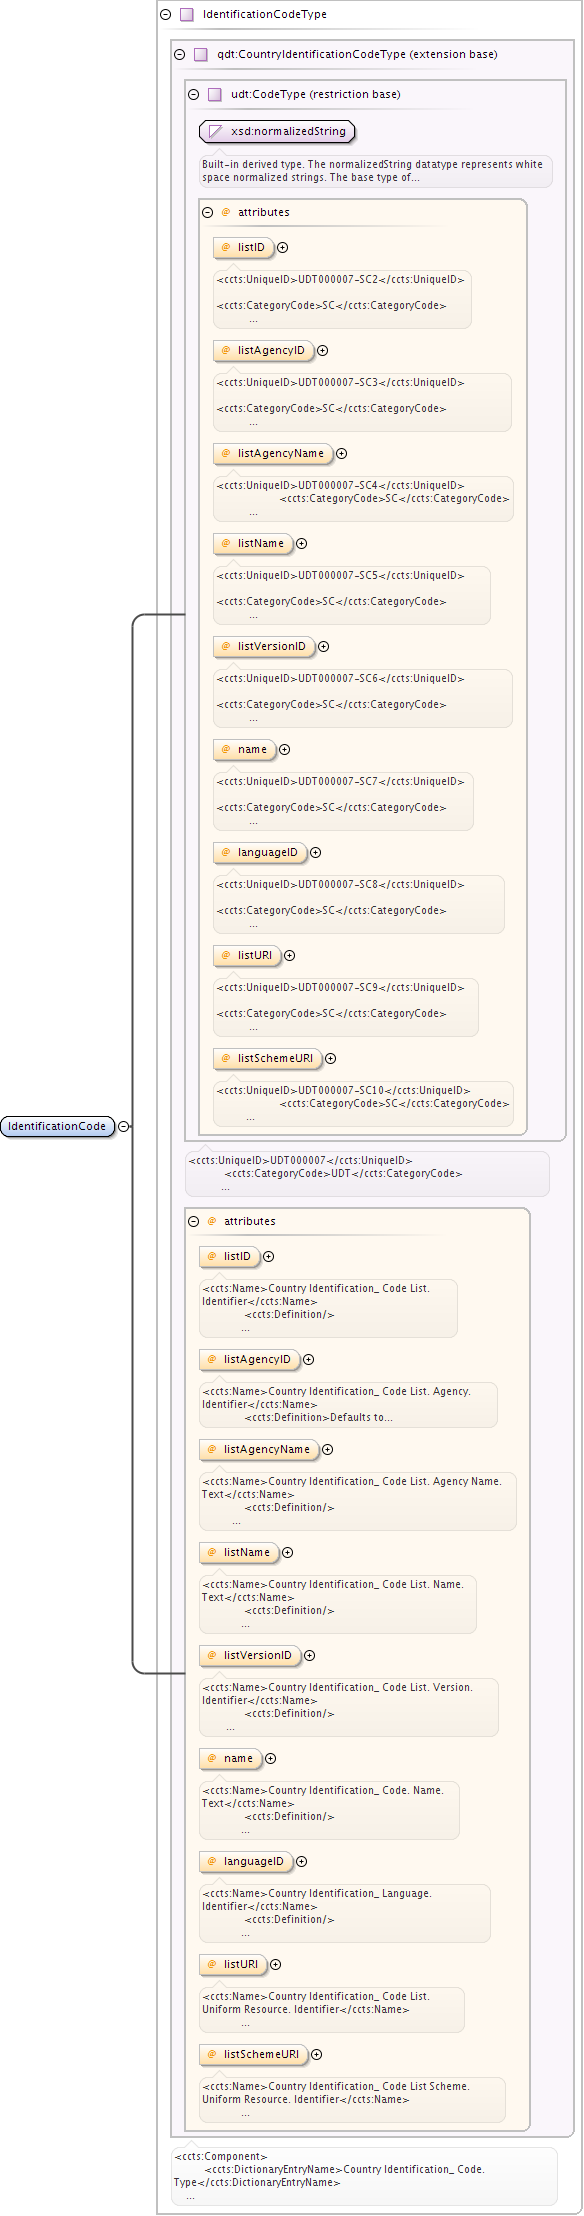 IdentificationCodeType
qdt:CountryIdentificationCodeType (extension base)
udt:CodeType (restriction base)
xsd:normalizedString
Built-in derived type. The normalizedString datatype represents white
space normalized strings. The base type of...
@ attributes
@ listID
<ccts:UniqueID>UDT000007-SC2</ccts:UniqueID>
<ccts:CategoryCode>SC</ccts:CategoryCode>
...
@ listAgencyID
<ccts:UniqueID>UDT000007-SC3</ccts:UniqueID>
<ccts:CategoryCode>SC</ccts:CategoryCode>
...
@ listAgencyName
<ccts:UniqueID>UDT000007-SC4</ccts:UniqueID>
<ccts:CategoryCode>SC</ccts:CategoryCode>
...
@ listName
<ccts:UniqueID>UDT000007-SC5</ccts:UniqueID>
<ccts:CategoryCode>SC</ccts:CategoryCode>
...
@ listVersionID
<ccts:UniqueID>UDT000007-SC6</ccts:UniqueID>
<ccts:CategoryCode>SC</ccts:CategoryCode>
...
@ name
<ccts:UniqueID>UDT000007-SC7</ccts:UniqueID>
<ccts:CategoryCode>SC</ccts:CategoryCode>
...
@ languageID
<ccts:UniqueID>UDT000007-SC8</ccts:UniqueID>
<ccts:CategoryCode>SC</ccts:CategoryCode>
...
@ listURI
<ccts:UniqueID>UDT000007-SC9</ccts:UniqueID>
<ccts:CategoryCode>SC</ccts:CategoryCode>
...
@ listSchemeURI
<ccts:UniqueID>UDT000007-SC10</ccts:UniqueID>
<ccts:CategoryCode>SC</ccts:CategoryCode>
...
IdentificationCode
<ccts:UniqueID>UDT000007</ccts:UniqueID>
<ccts:CategoryCode>UDT</ccts:CategoryCode>
...
@ attributes
@ listID
<ccts:Name>Country Identification_ Code List.
Identifier</ccts:Name>
<ccts:Definition/>
...
@ listAgencyID
<ccts:Name>Country Identification_ Code List. Agency.
Identifier</ccts:Name>
<ccts:Definition>Defaults to...
@ listAgencyName
<ccts:Name>Country Identification_ Code List. Agency Name.
Text</ccts:Name>
<ccts:Definition/>
...
@ listName
<ccts:Name>Country Identification_ Code List. Name.
Text</ccts:Name>
<ccts:Definition/>
...
@ listVersionID
<ccts:Name>Country Identification_ Code List. Version.
Identifier</ccts:Name>
<ccts:Definition/>
...
@ name
<ccts:Name>Country Identification_ Code. Name.
Text</ccts:Name>
<ccts:Definition/>
...
@ languageID
<ccts:Name>Country Identification_ Language.
Identifier</ccts:Name>
<ccts:Definition/>
...
@ listURI
<ccts:Name>Country Identification_ Code List.
Uniform Resource. Identifier</ccts:Name>
...
@ listSchemeURI
<ccts:Name>Country Identification_ Code List Scheme.
Uniform Resource. Identifier</ccts:Name>
...
<ccts:Component>
<ccts:DictionaryEntryName>Country Identification_ Code.
Type</ccts:DictionaryEntryName>
...